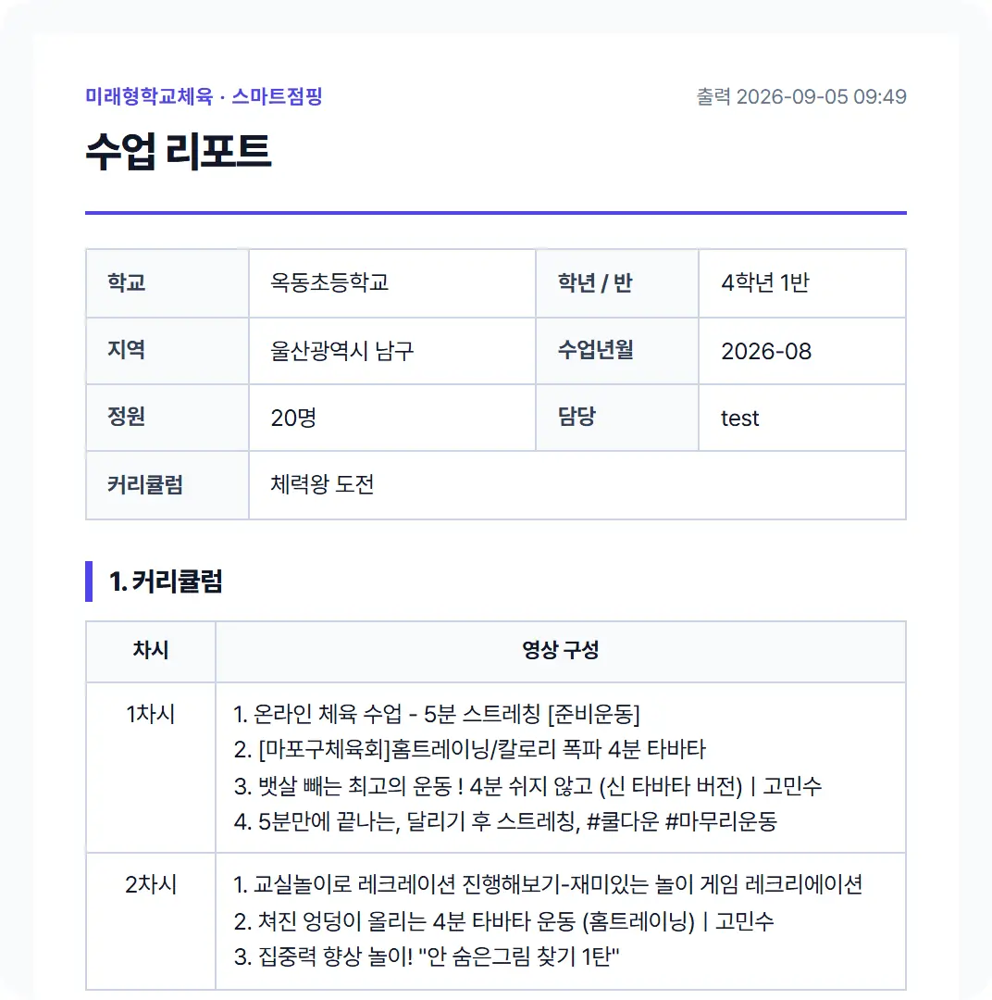 미래형학교체육 · 스마트점핑
출력 2026-09-05 09:49
수업 리포트
학교 옥동초등학교 학년 / 반 4학년 1반
지역 울산광역시 남구 수업년월 2026-08
정원 20명 담당 test
커리큘럼 체력왕 도전
1. 커리큘럼
차시 영상 구성
1차시 1. 온라인 체육 수업 - 5분 스트레칭 [준비운동]
2. [마포구체육회]홈트레이닝/칼로리 폭파 4분 타바타
3. 뱃살 빼는 최고의 운동 ! 4분 쉬지 않고 (신 타바타 버전)ㅣ고민수
4. 5분만에 끝나는, 달리기 후 스트레칭, #쿨다운 #마무리운동
2차시 1. 교실놀이로 레크레이션 진행해보기-재미있는 놀이 게임 레크리에이션
2. 쳐진 엉덩이 올리는 4분 타바타 운동 (홈트레이닝)ㅣ고민수
3. 집중력 향상 놀이! "안 숨은그림 찾기 1탄"